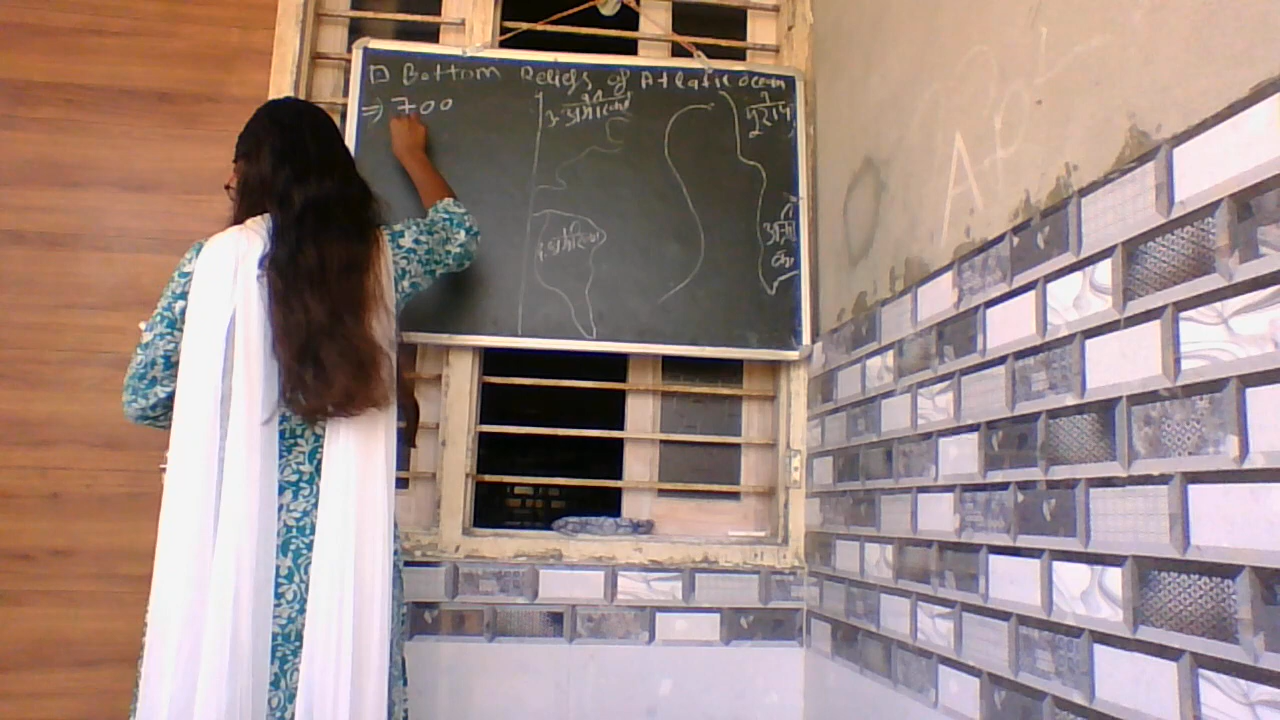 Bottom Reliefs of Atlatic ocean
⇒ 700
उ. अमेरिका
यूरोप
द. अमेरिका
अफ्री
का
A